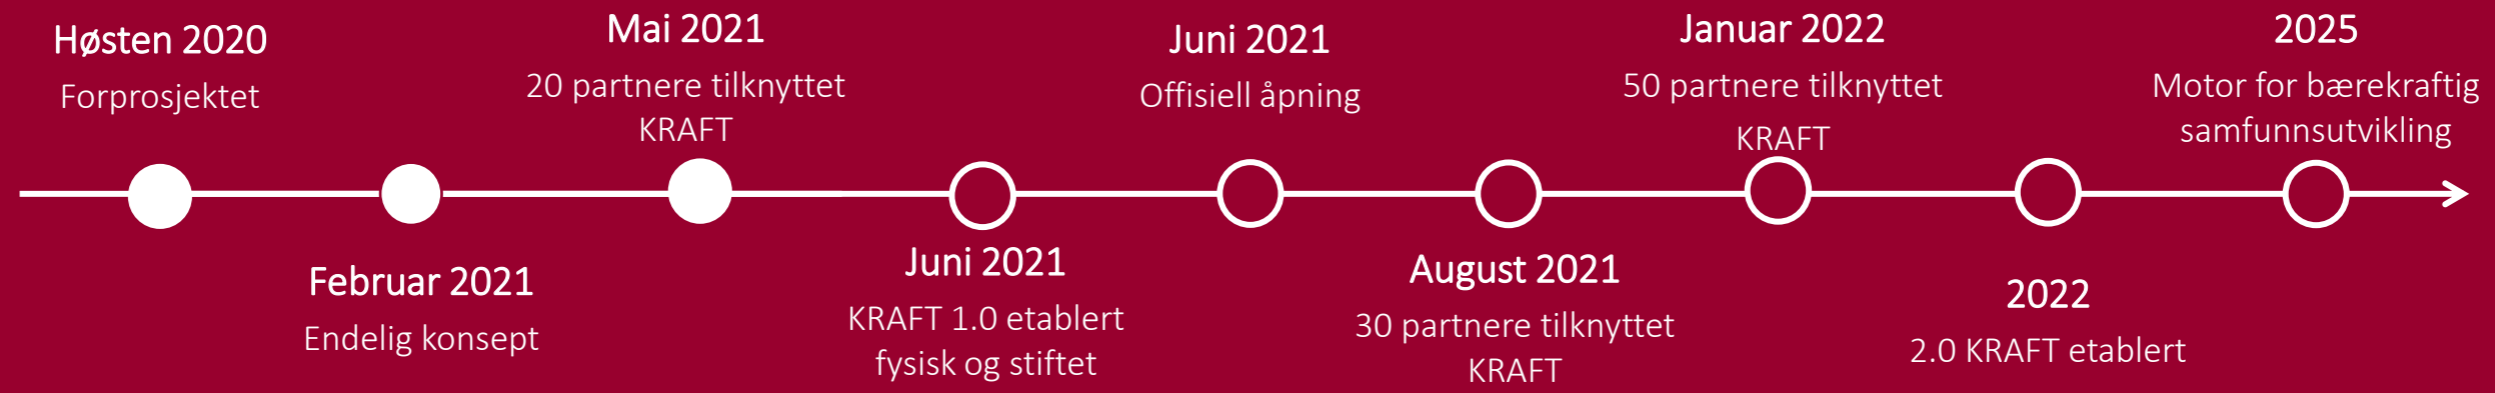 Høsten 2020
Forprosjektet
Februar 2021
Endelig konsept
Mai 2021
20 partnere tilknyttet
KRAFT
Juni 2021
KRAFT 1.0 etablert
fysisk og stiftet
Juni 2021
Offisiell åpning
August 2021
30 partnere tilknyttet
KRAFT
Januar 2022
50 partnere tilknyttet
KRAFT
2022
2.0 KRAFT etablert
2025
Motor for bærekraftig
samfunnsutvikling